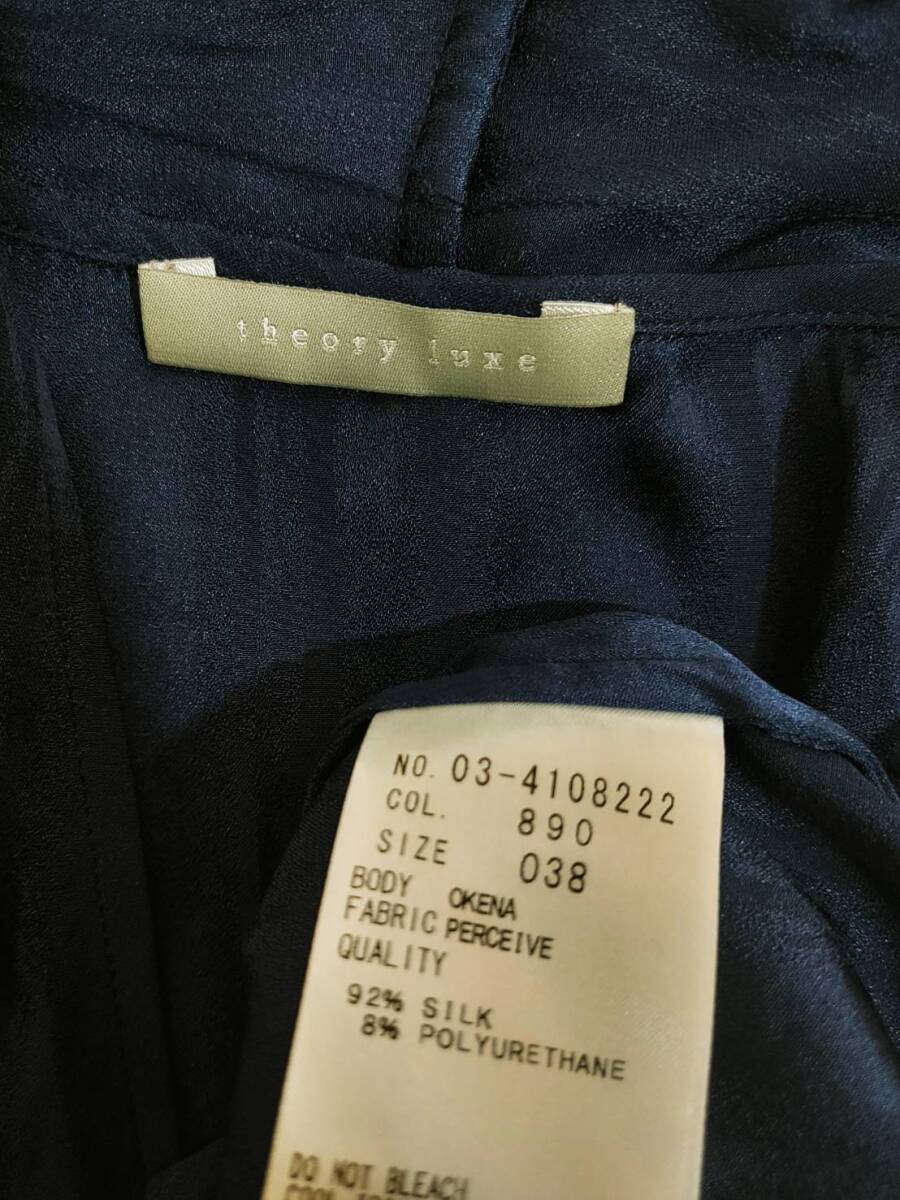 theory luxe
NO. 03-4108222
COL. 890
SIZE 038
BODY OKENA
FABRIC PERCEIVE
QUALITY
92% SILK
8% POLYURETHANE
DO NOT BLEACH
COOL